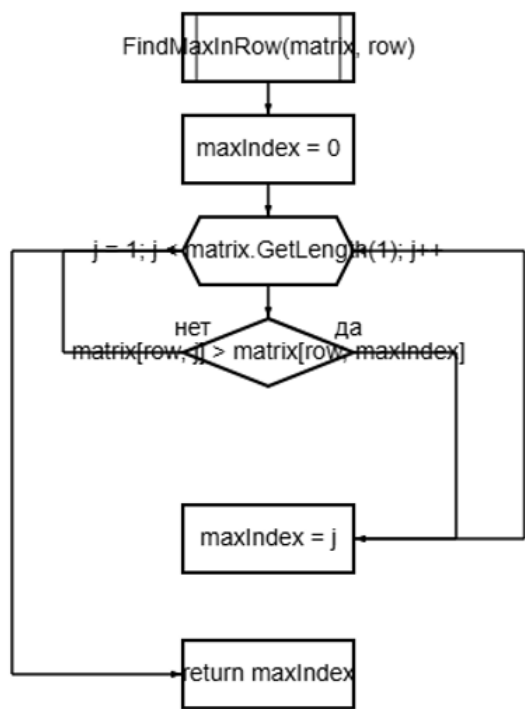 FindMaxInRow(matrix, row)
maxIndex = 0
j = 1; j < matrix.GetLength(1); j++
нет
да
matrix[row, j] > matrix[row, maxIndex]
maxIndex = j
return maxIndex